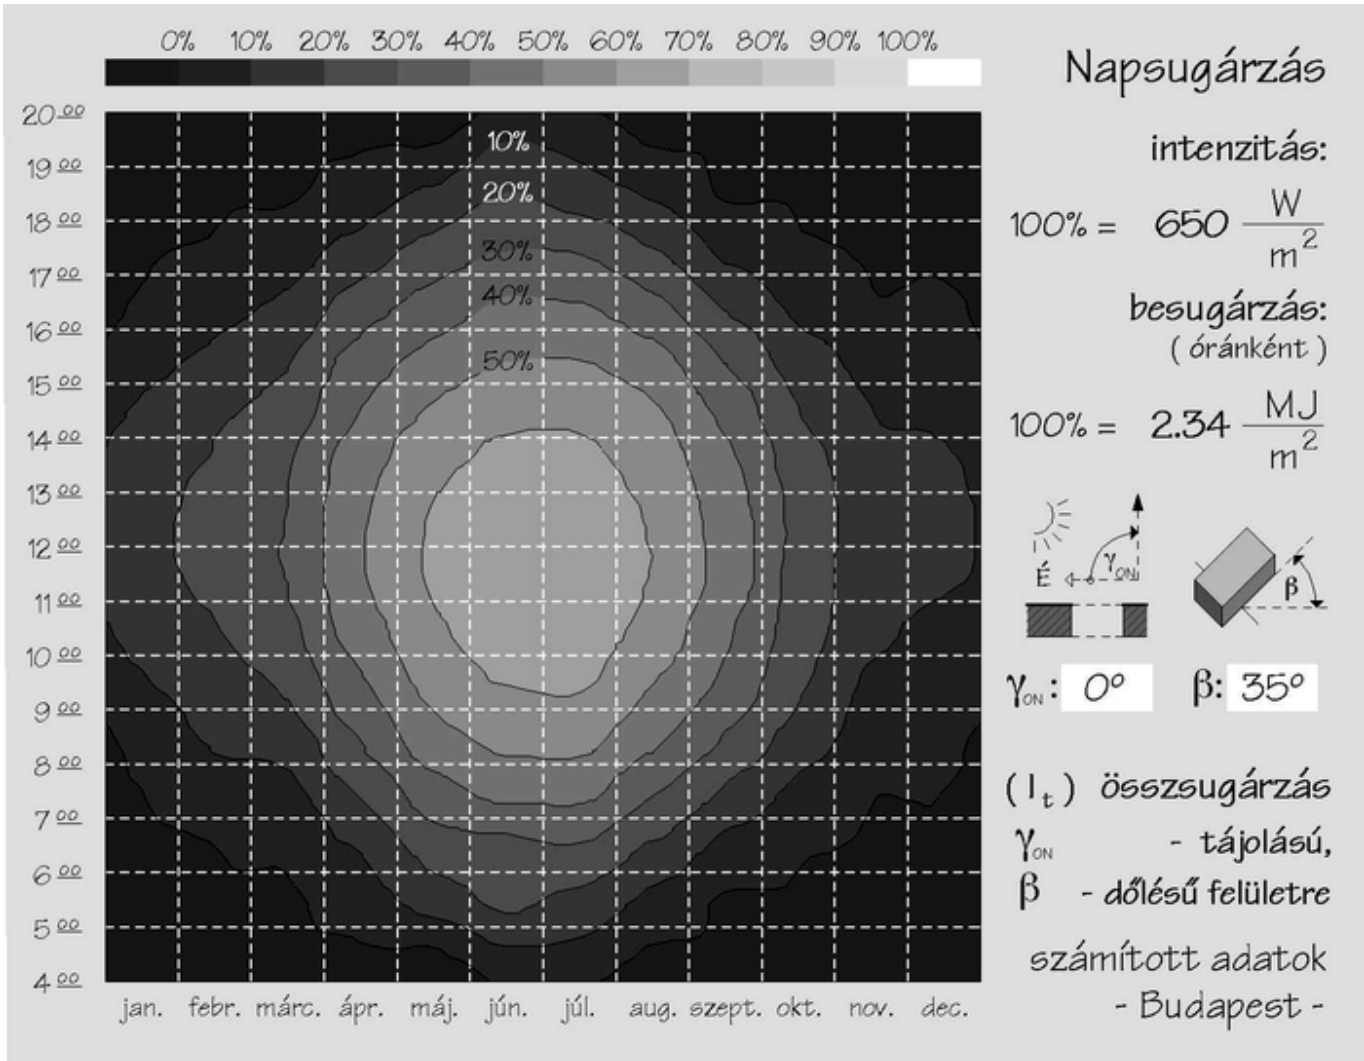 0% 10% 20% 30% 40% 50% 60% 70% 80% 90% 100%
20 00
19 00
18 00
17 00
16 00
15 00
14 00
13 00
12 00
11 00
10 00
9 00
8 00
7 00
6 00
5 00
4 00
10%
20%
30%
40%
50%
jan. febr. márc. ápr. máj. jún. júl. aug. szept. okt. nov. dec.
Napsugárzás
intenzitás:
100% = 650 W/m²
besugárzás:
( óránként )
100% = 2.34 MJ/m²
É γON
β
γON : 0° β: 35°
( I t ) összsugárzás
γON - tájolású,
β - dőlésű felületre
számított adatok
- Budapest -